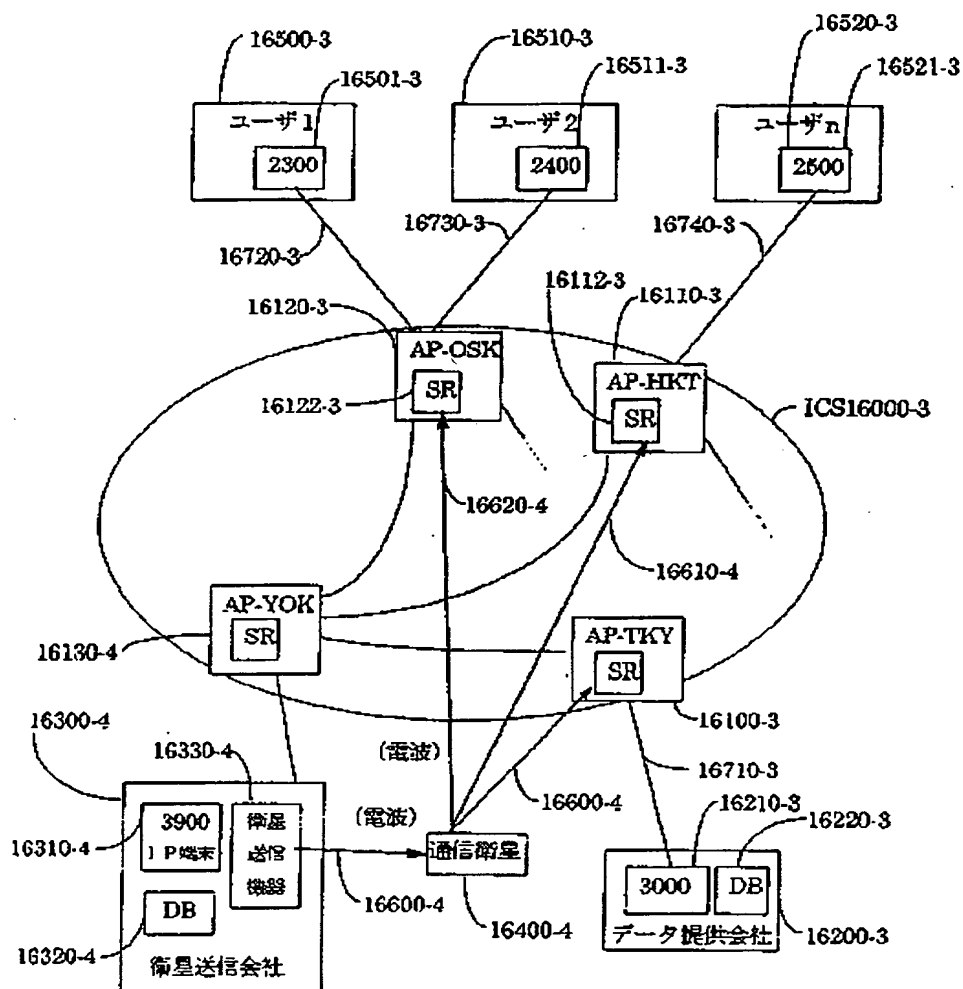 16500-3
16510-3
16520-3
16501-3
16511-3
16521-3
ユーザ1
ユーザ2
ユーザn
2300
2400
2500
16720-3
16730-3
16740-3
16120-3
16112-3
16110-3
AP-OSK
SR
16122-3
AP-HKT
SR
ICS16000-3
16620-4
16610-4
AP-YOK
SR
16130-4
AP-TKY
SR
16100-3
16300-4
16330-4
(電波)
16710-3
16600-4
16210-3
16220-3
3900
IP端末
16310-4
衛星
送信
機器
(電波)
通信衛星
16600-4
16400-4
DB
16320-4
衛星送信会社
3000
DB
データ提供会社
16200-3